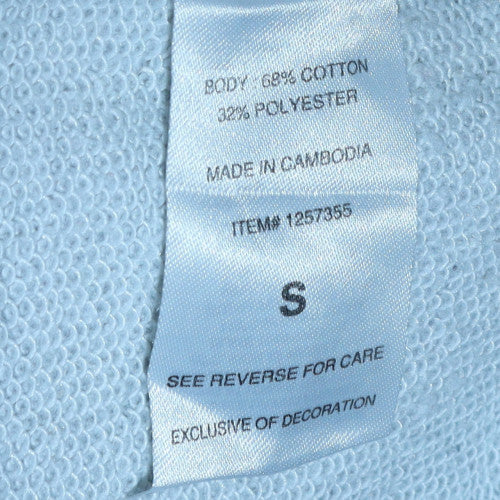 BODY : 68% COTTON
32% POLYESTER
MADE IN CAMBODIA
ITEM# 1257355
S
SEE REVERSE FOR CARE
EXCLUSIVE OF DECORATION